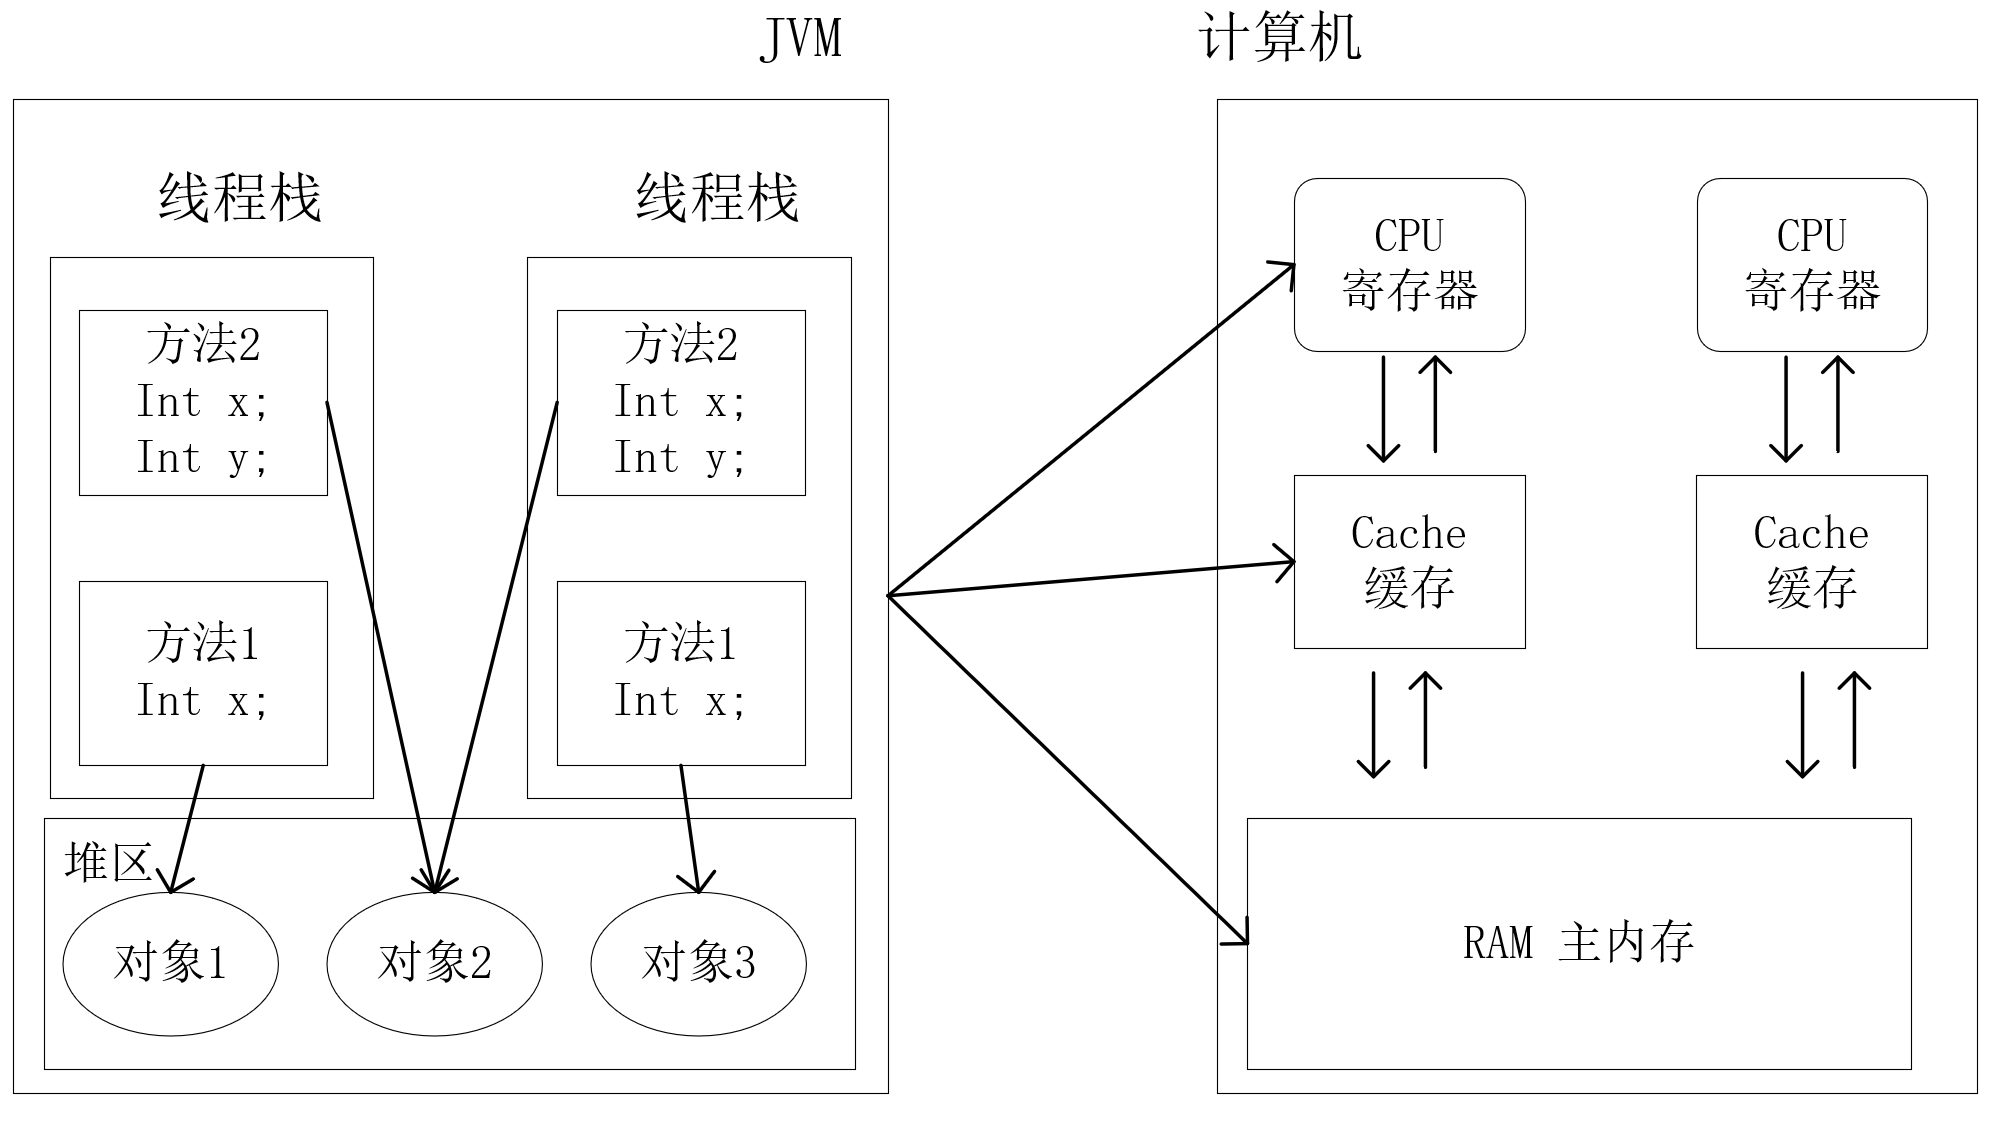 JVM
计算机
线程栈
线程栈
方法2
Int x;
Int y;
方法2
Int x;
Int y;
方法1
Int x;
方法1
Int x;
堆区
对象1
对象2
对象3
CPU
寄存器
CPU
寄存器
Cache
缓存
Cache
缓存
RAM 主内存